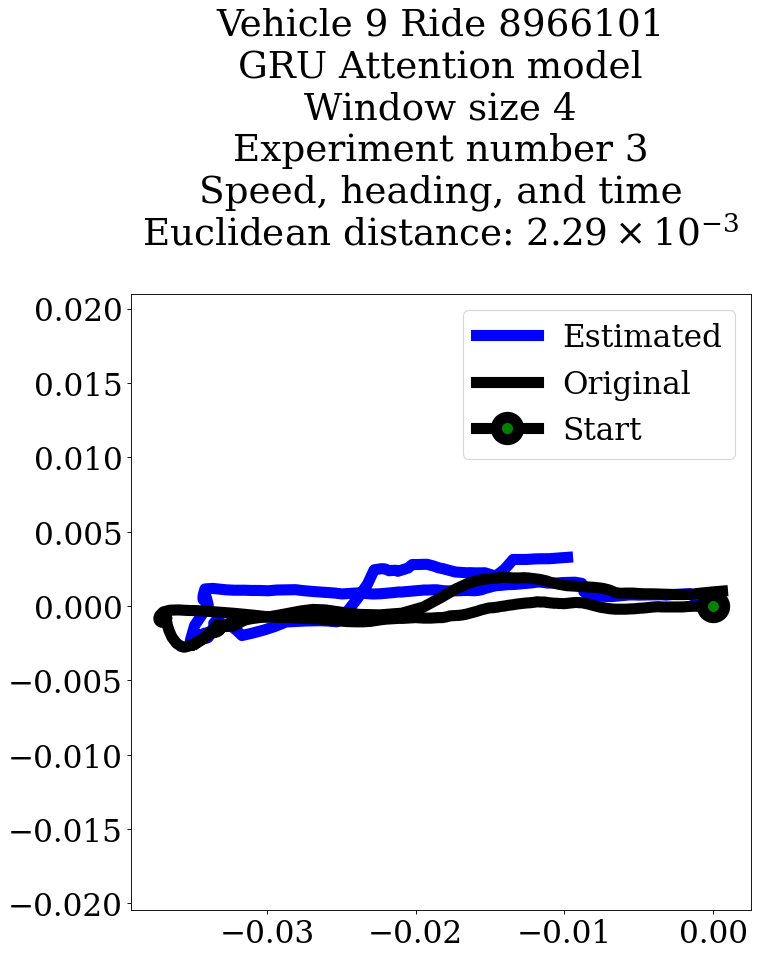 Vehicle 9 Ride 8966101
GRU Attention model
Window size 4
Experiment number 3
Speed, heading, and time
Euclidean distance: 2.29 × 10⁻³
Estimated
Original
Start
0.020
0.015
0.010
0.005
0.000
−0.005
−0.010
−0.015
−0.020
−0.03 −0.02 −0.01 0.00